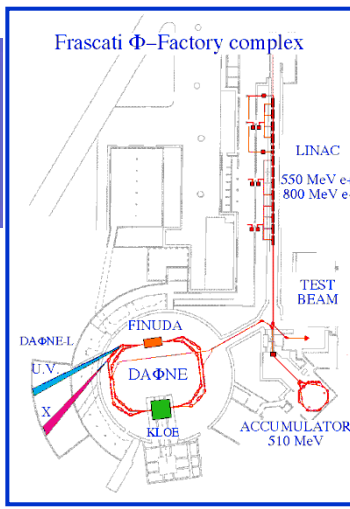 Frascati Φ-Factory complex
LINAC
550 MeV e-
800 MeV e-
TEST
BEAM
FINUDA
DAΦNE-L
U.V.
DAΦNE
X
KLOE
ACCUMULATOR
510 MeV